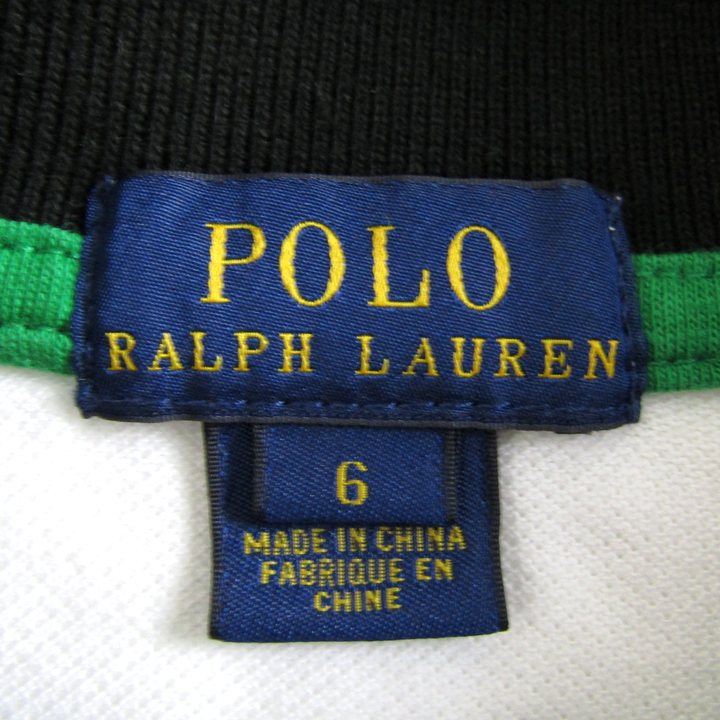 POLO
RALPH LAUREN
6
MADE IN CHINA
FABRIQUE EN
CHINE